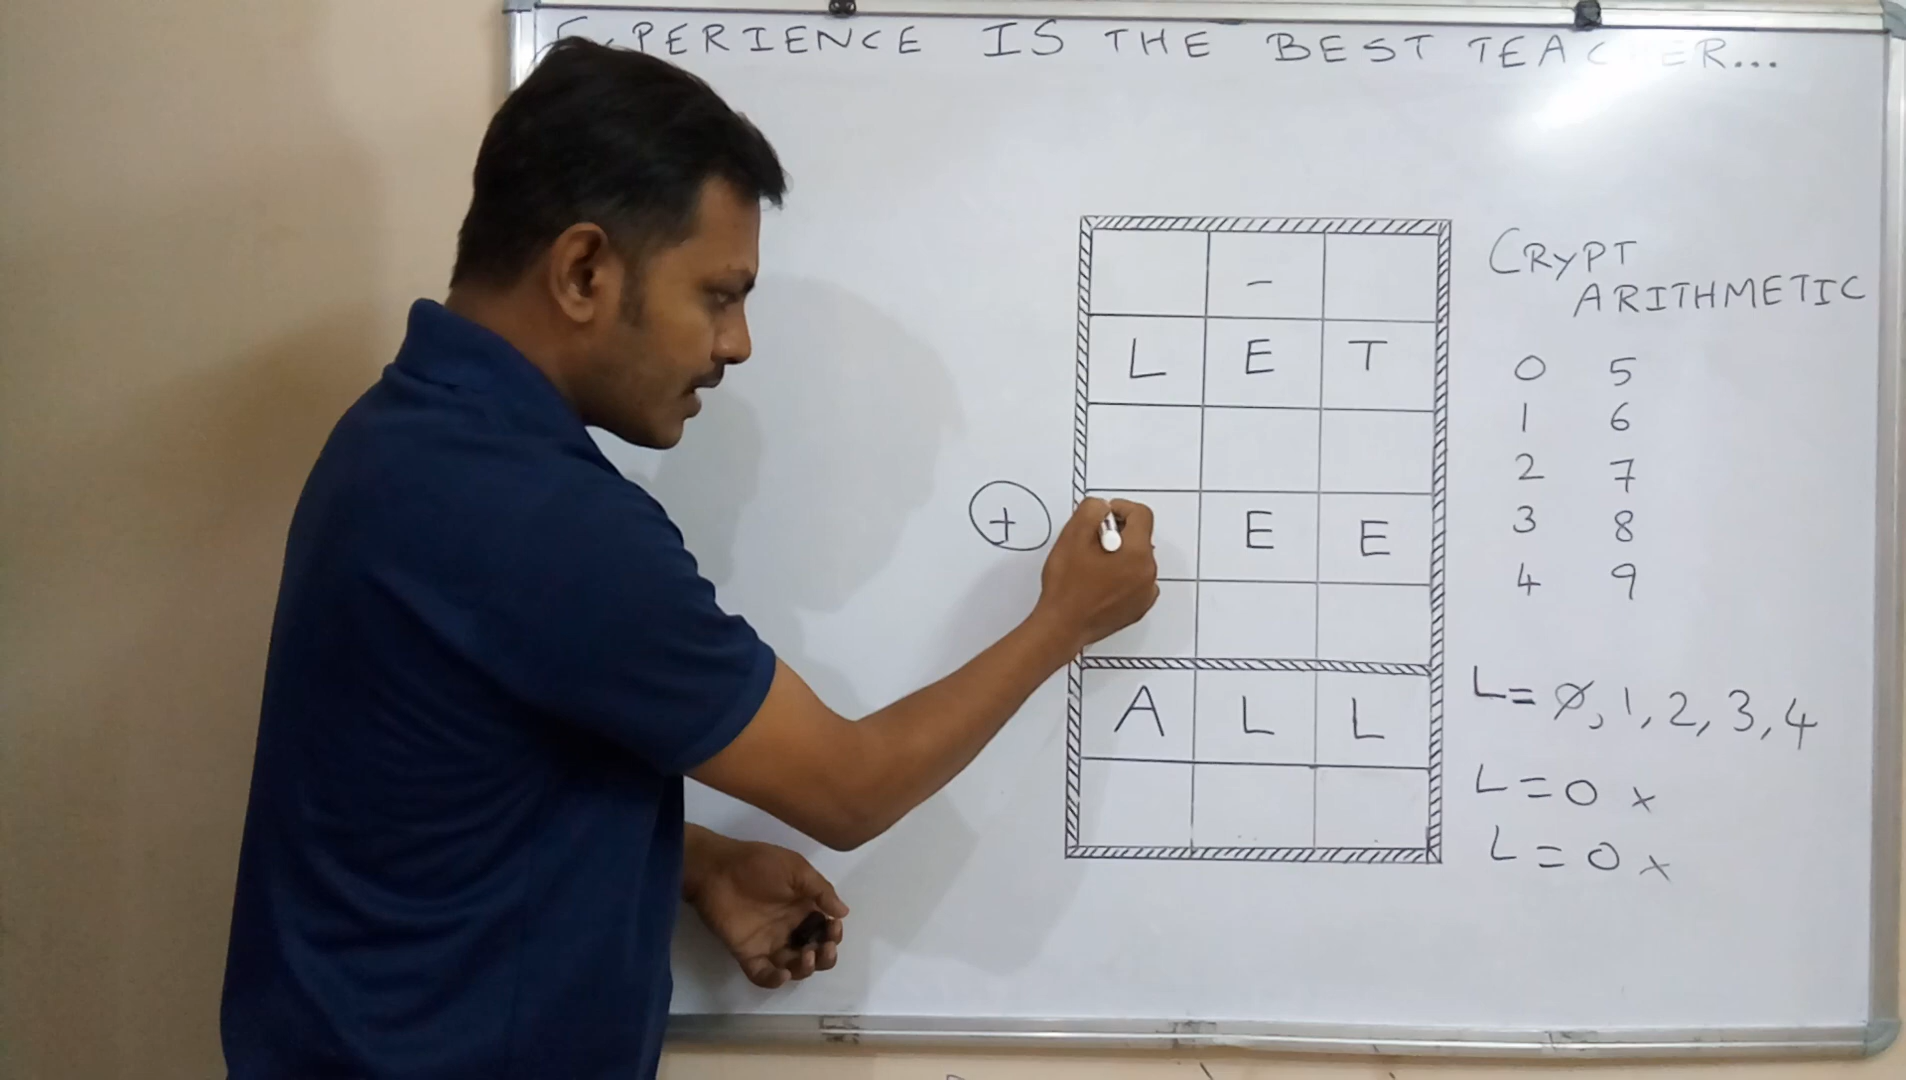 EXPERIENCE IS THE BEST TEACHER...
CRYPT
ARITHMETIC
-
L E T
+ E E
A L L
0 5
1 6
2 7
3 8
4 9
L = 0, 1, 2, 3, 4
L = 0 x
L = 0 x